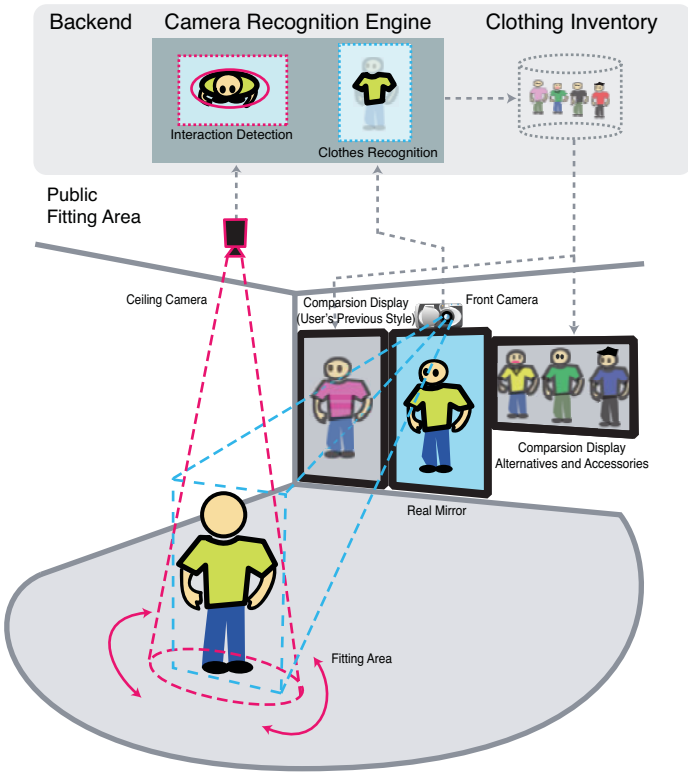 Backend
Camera Recognition Engine
Clothing Inventory
Interaction Detection
Clothes Recognition
Public
Fitting Area
Ceiling Camera
Comparsion Display
(User's Previous Style)
Front Camera
Comparsion Display
Alternatives and Accessories
Real Mirror
Fitting Area